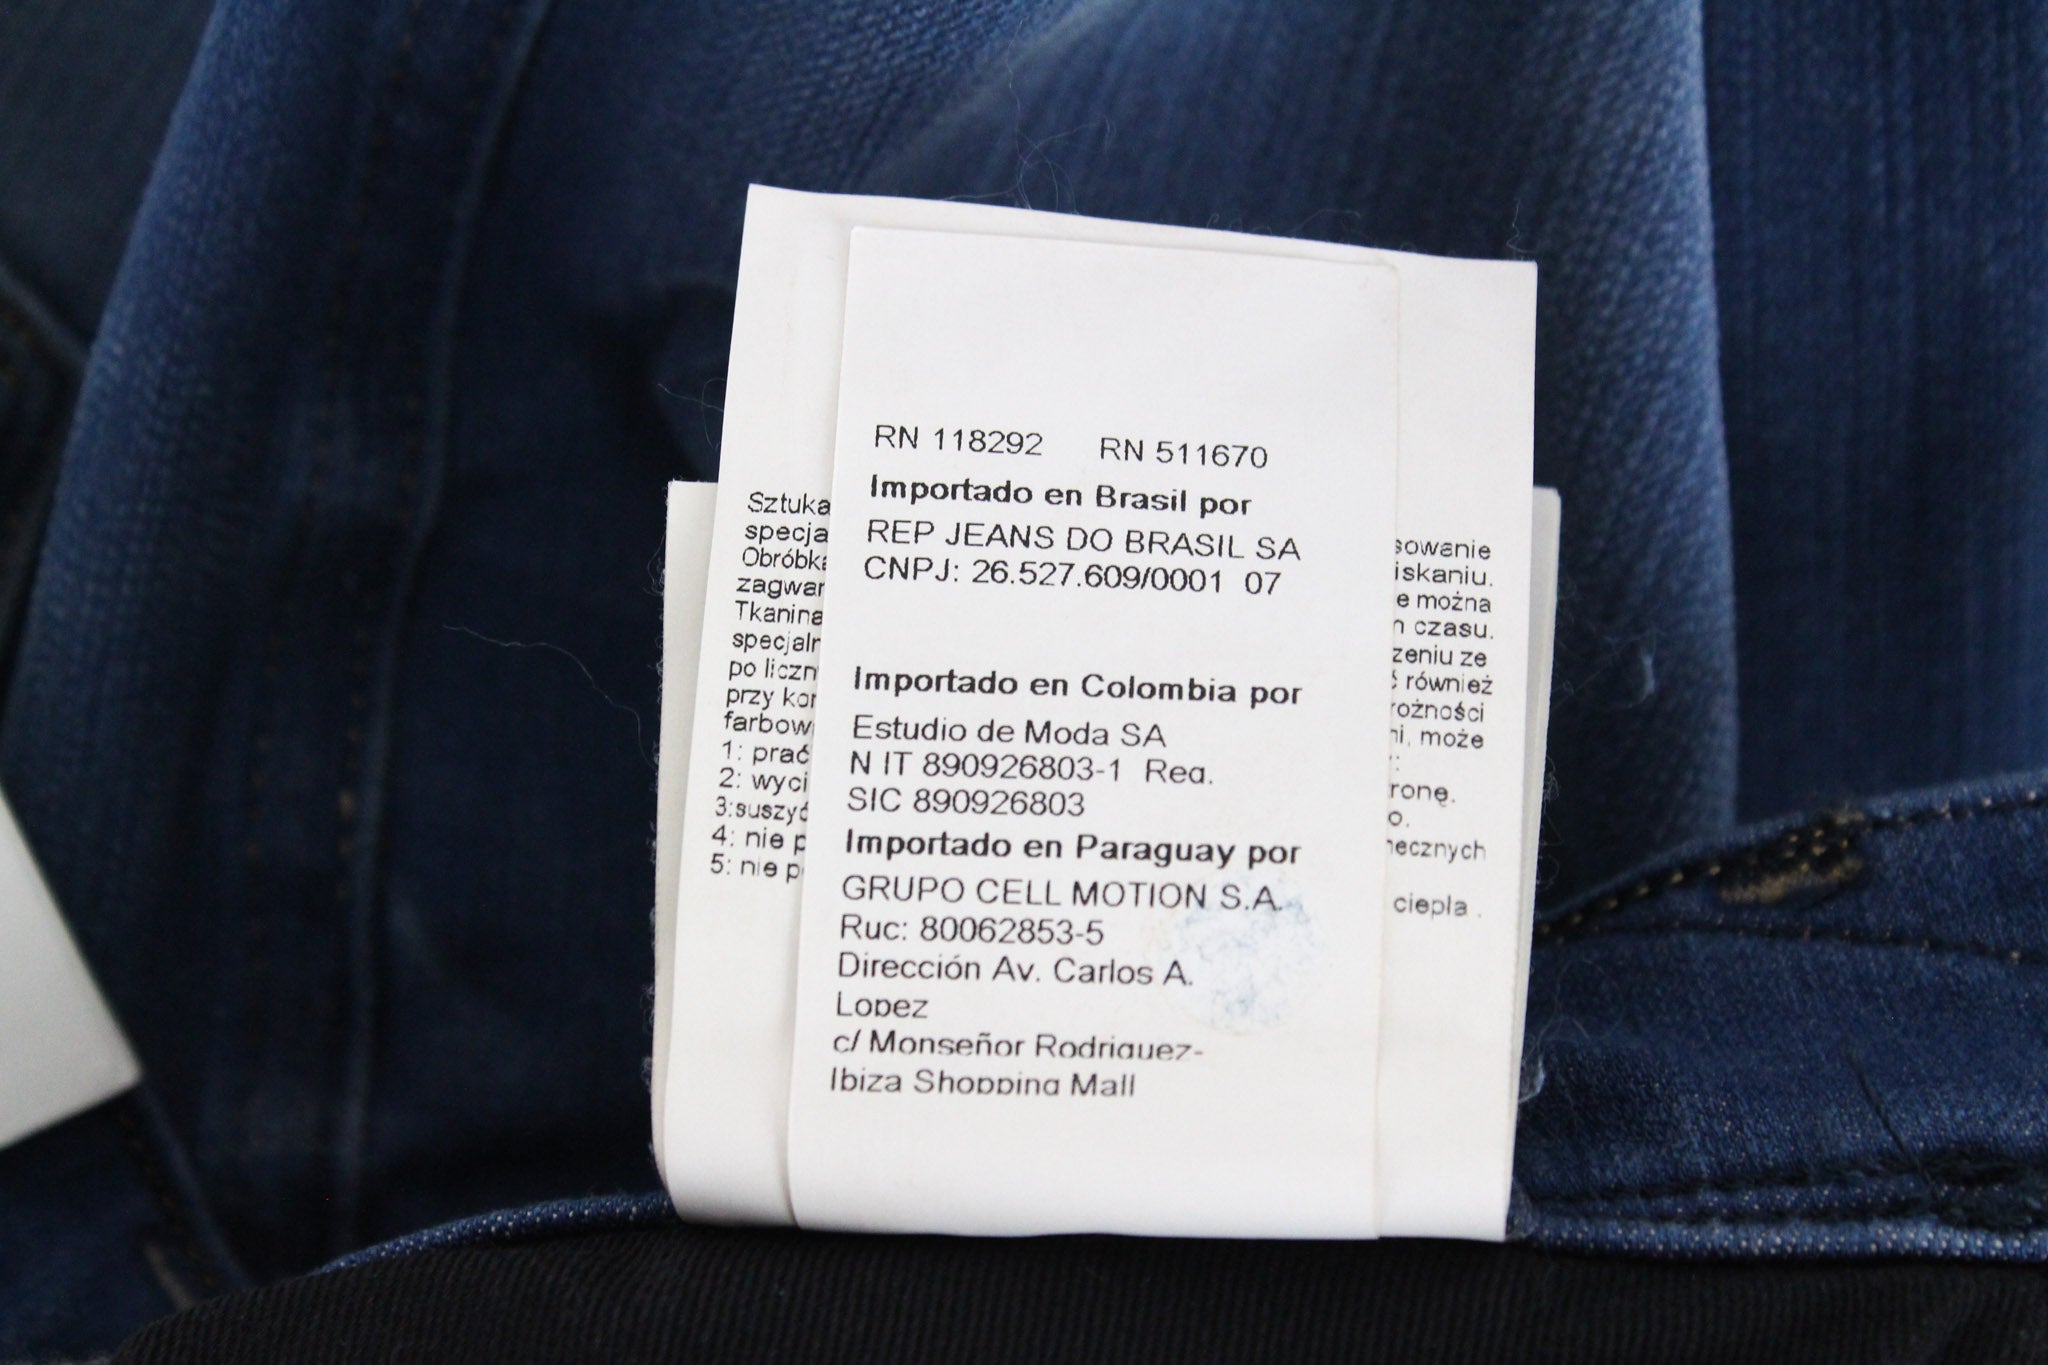 RN 118292 RN 511670
Importado en Brasil por
REP JEANS DO BRASIL SA
CNPJ: 26.527.609/0001 07
Importado en Colombia por
Estudio de Moda SA
N IT 890926803-1 Reg.
SIC 890926803
Importado en Paraguay por
GRUPO CELL MOTION S.A.
Ruc: 80062853-5
Dirección Av. Carlos A.
Lopez
c/ Monseñor Rodriguez-
Ibiza Shopping Mall
Sztuka
specja
Obróbka
zagwar
Tkanina
specjaln
po liczn
przy kor
farbow
1: prać
2: wyci
3:suszyć
4: nie p
5: nie p
sowanie
iskaniu.
e można
n czasu.
zeniu ze
ć również
rożności
ni, może
ronę.
o.
necznych
ciepła .